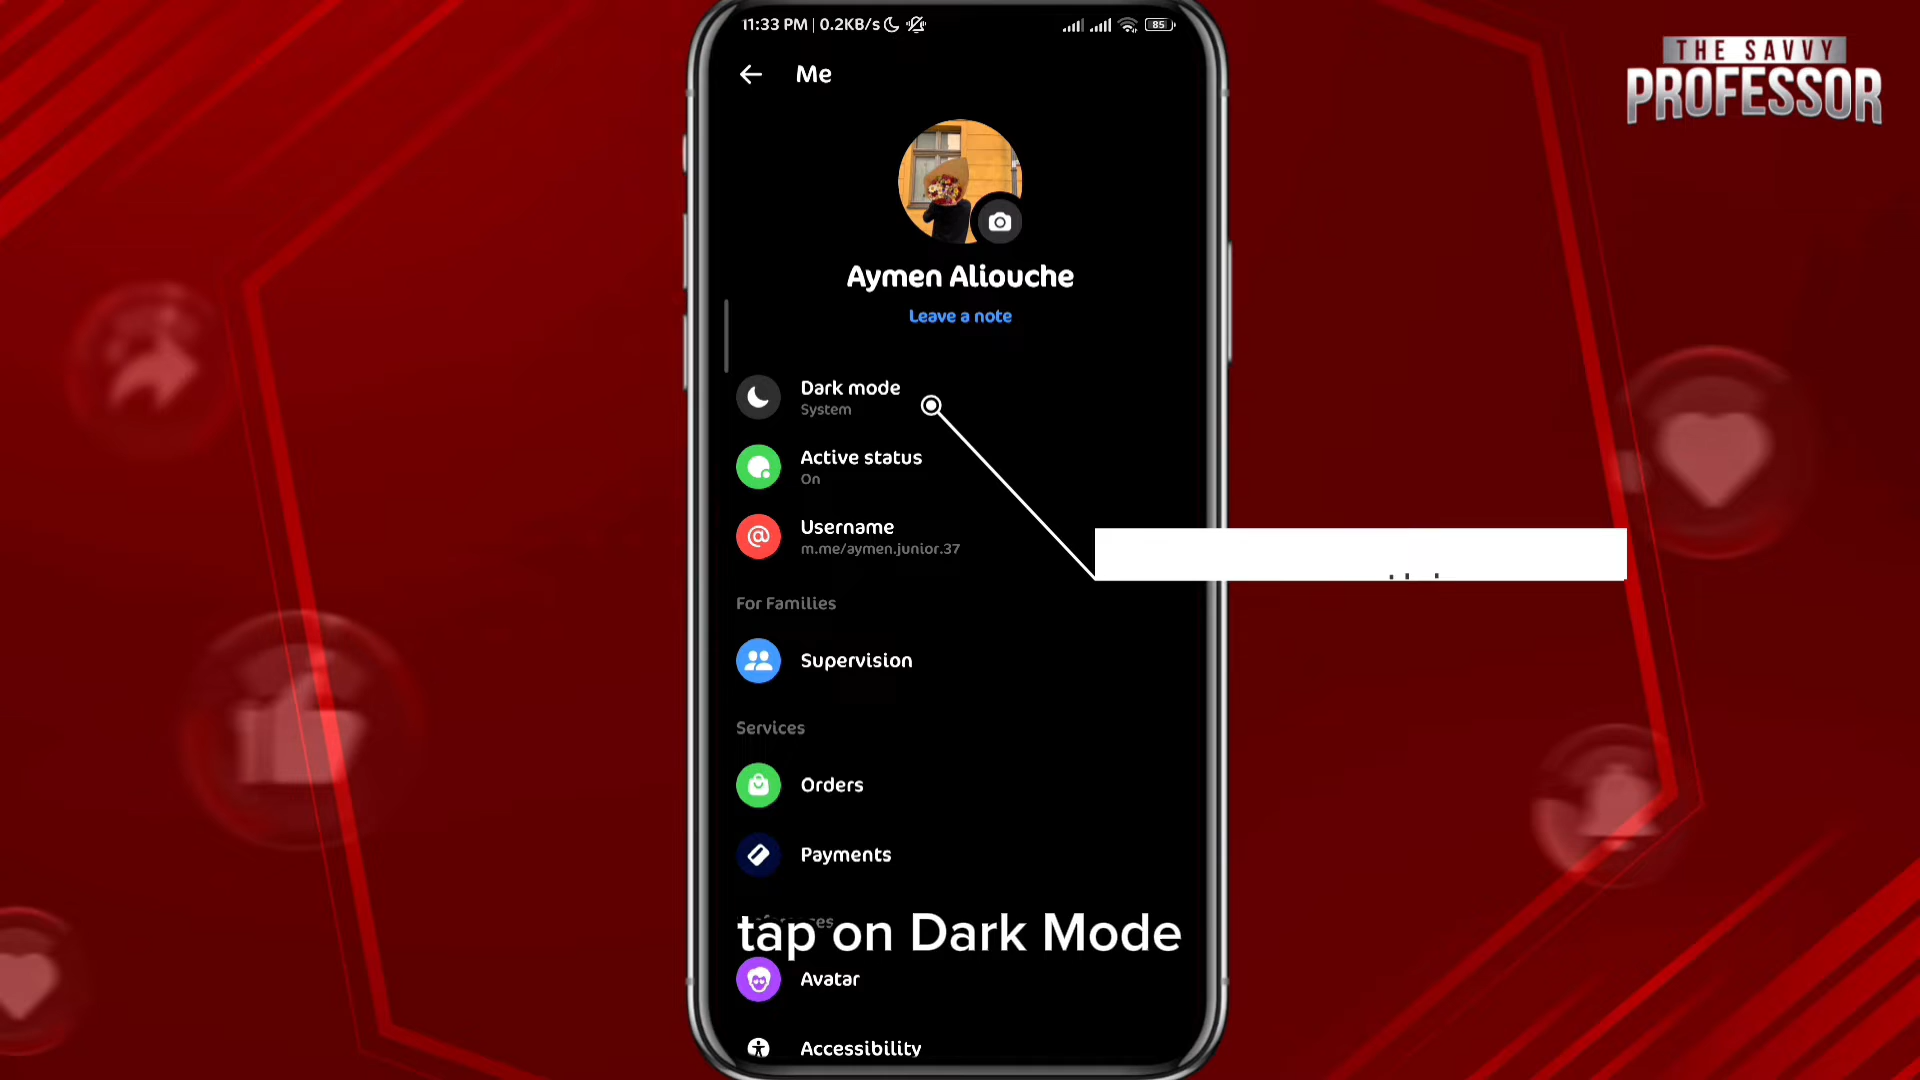 11:33 PM | 0.2KB/s
85
THE SAVVY
PROFESSOR
Me
Aymen Aliouche
Leave a note
Dark mode
System
Active status
On
Username
m.me/aymen.junior.37
For Families
Supervision
Services
Orders
Payments
tap on Dark Mode
Avatar
Accessibility